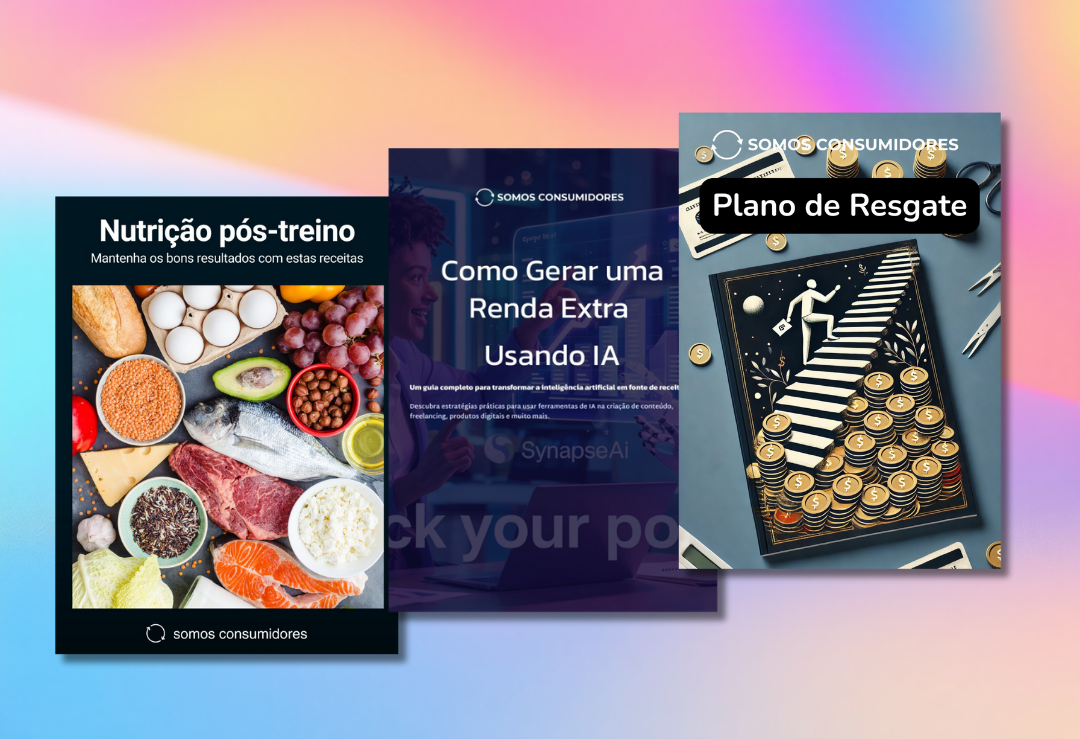 Nutrição pós-treino
Mantenha os bons resultados com estas receitas
somos consumidores
SOMOS CONSUMIDORES
Como Gerar uma
Renda Extra
Usando IA
Um guia completo para transformar a inteligência artificial em fonte de receit
Descubra estratégias práticas para usar ferramentas de IA na criação de conteúdo,
freelancing, produtos digitais e muito mais.
SynapseAi
ck your po
SOMOS CONSUMIDORES
Plano de Resgate